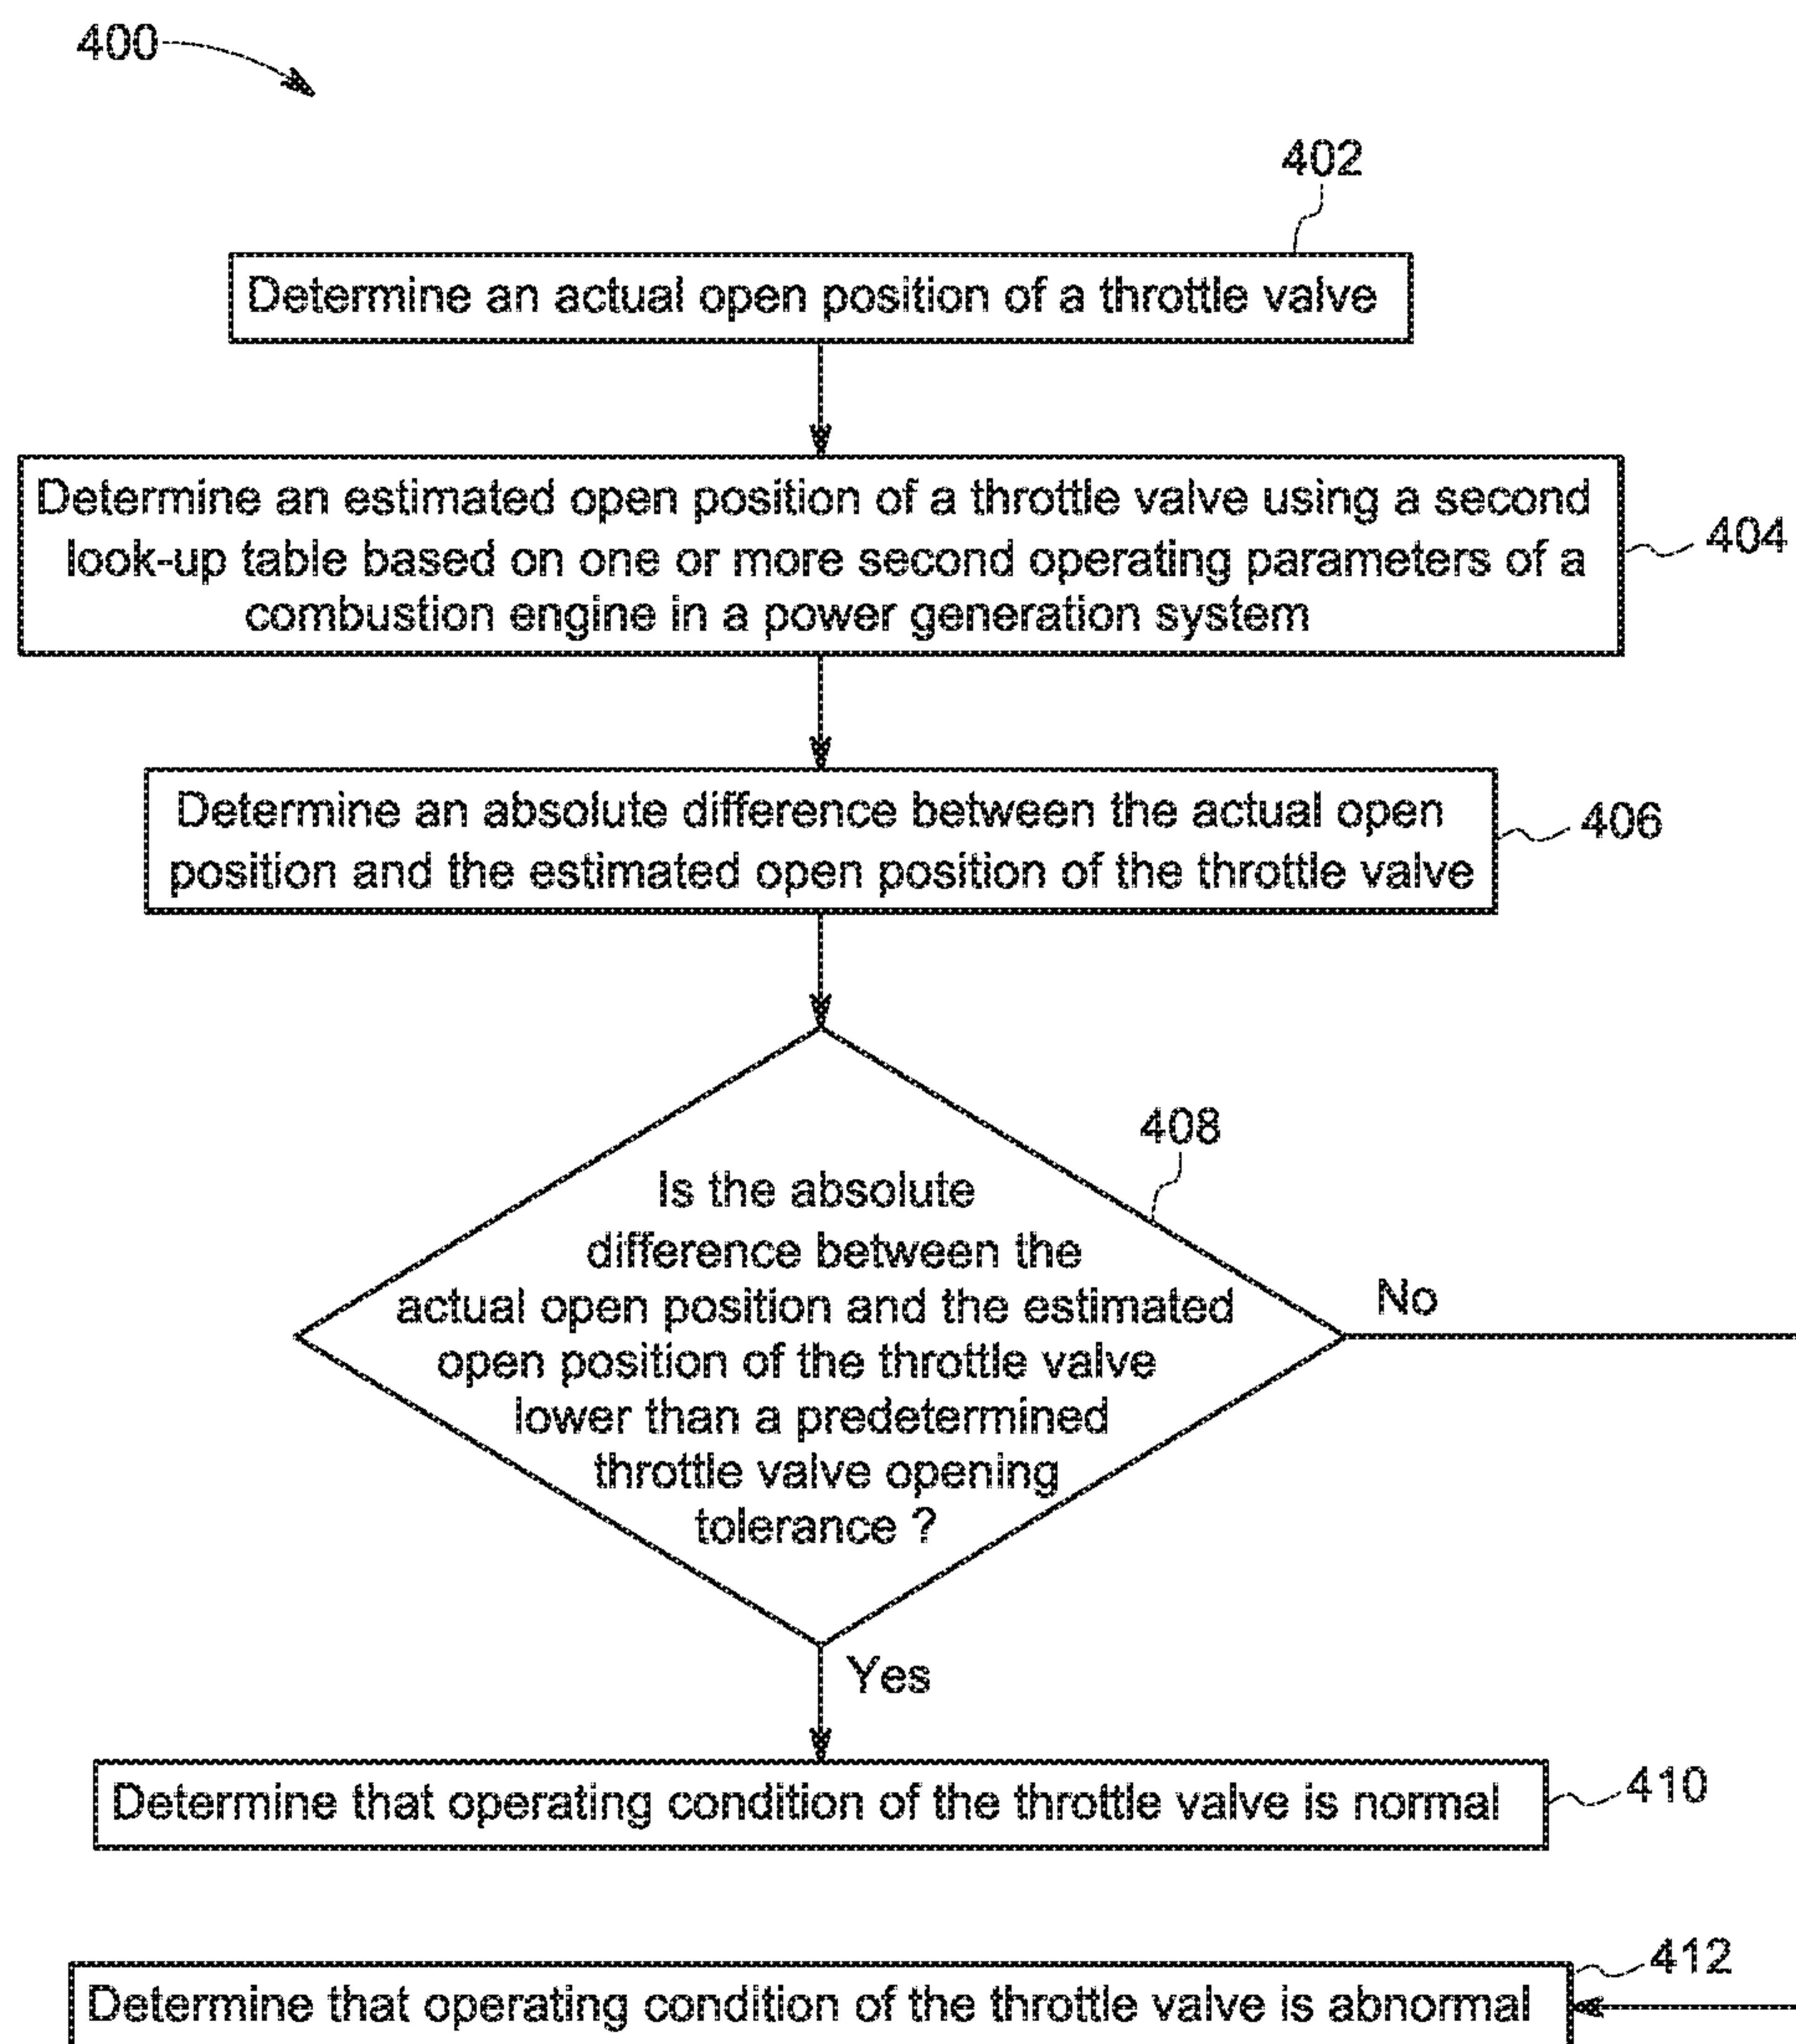 400
402
Determine an actual open position of a throttle valve
Determine an estimated open position of a throttle valve using a second
look-up table based on one or more second operating parameters of a
combustion engine in a power generation system
404
Determine an absolute difference between the actual open
position and the estimated open position of the throttle valve
406
408
Is the absolute
difference between the
actual open position and the estimated
open position of the throttle valve
lower than a predetermined
throttle valve opening
tolerance ?
No
Yes
Determine that operating condition of the throttle valve is normal
410
412
Determine that operating condition of the throttle valve is abnormal